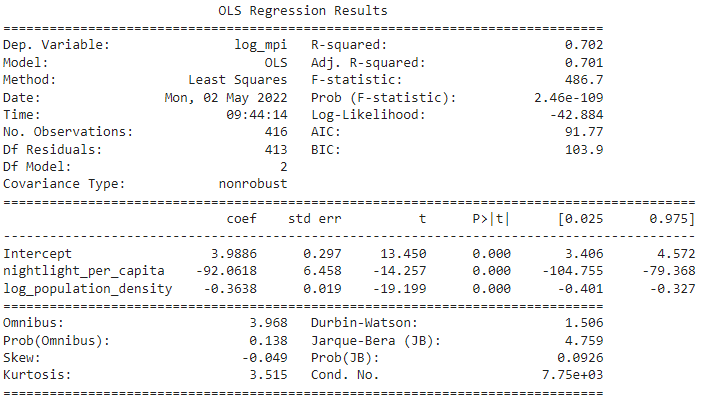 OLS Regression Results
==============================================================================
Dep. Variable: log_mpi R-squared: 0.702
Model: OLS Adj. R-squared: 0.701
Method: Least Squares F-statistic: 486.7
Date: Mon, 02 May 2022 Prob (F-statistic): 2.46e-109
Time: 09:44:14 Log-Likelihood: -42.884
No. Observations: 416 AIC: 91.77
Df Residuals: 413 BIC: 103.9
Df Model: 2
Covariance Type: nonrobust
==========================================================================================
coef std err t P>|t| [0.025 0.975]
------------------------------------------------------------------------------------------
Intercept 3.9886 0.297 13.450 0.000 3.406 4.572
nightlight_per_capita -92.0618 6.458 -14.257 0.000 -104.755 -79.368
log_population_density -0.3638 0.019 -19.199 0.000 -0.401 -0.327
==============================================================================
Omnibus: 3.968 Durbin-Watson: 1.506
Prob(Omnibus): 0.138 Jarque-Bera (JB): 4.759
Skew: -0.049 Prob(JB): 0.0926
Kurtosis: 3.515 Cond. No. 7.75e+03
==============================================================================